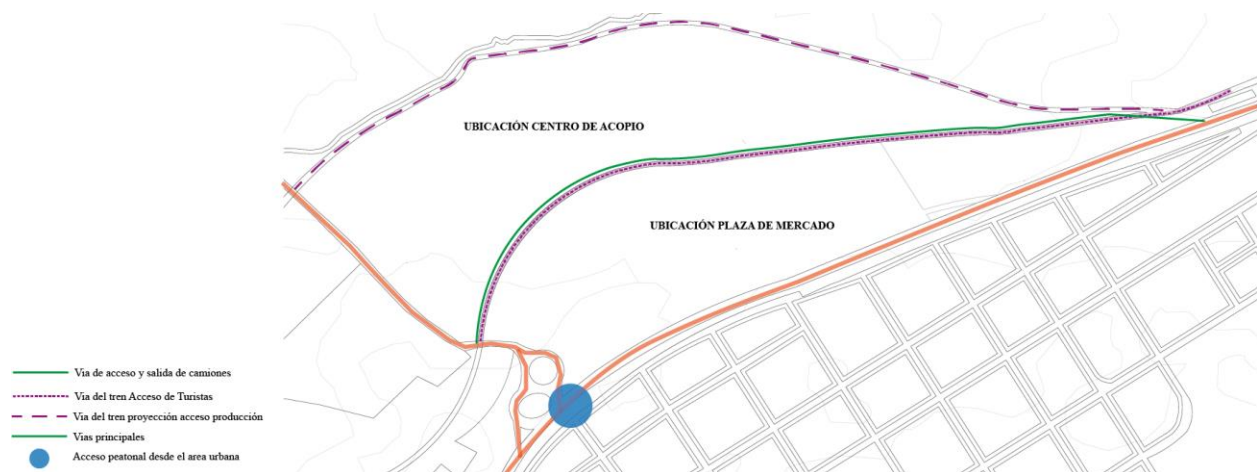 UBICACIÓN CENTRO DE ACOPIO
UBICACIÓN PLAZA DE MERCADO
Via de acceso y salida de camiones
Via del tren Acceso de Turistas
Via del tren proyección acceso producción
Vias principales
Acceso peatonal desde el area urbana